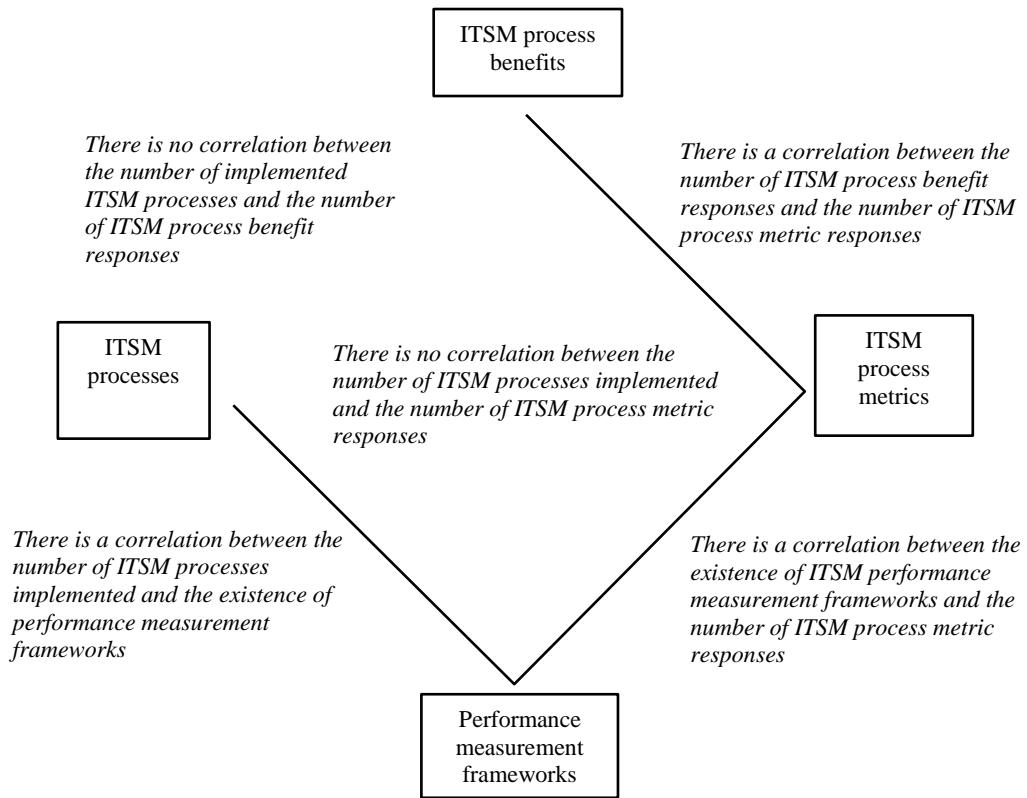 ITSM process
benefits
There is no correlation between
the number of implemented
ITSM processes and the number
of ITSM process benefit
responses
There is a correlation between the
number of ITSM process benefit
responses and the number of ITSM
process metric responses
ITSM
processes
There is no correlation between the
number of ITSM processes implemented
and the number of ITSM process metric
responses
ITSM
process
metrics
There is a correlation between the
number of ITSM processes
implemented and the existence of
performance measurement
frameworks
There is a correlation between the
existence of ITSM performance
measurement frameworks and the
number of ITSM process metric
responses
Performance
measurement
frameworks